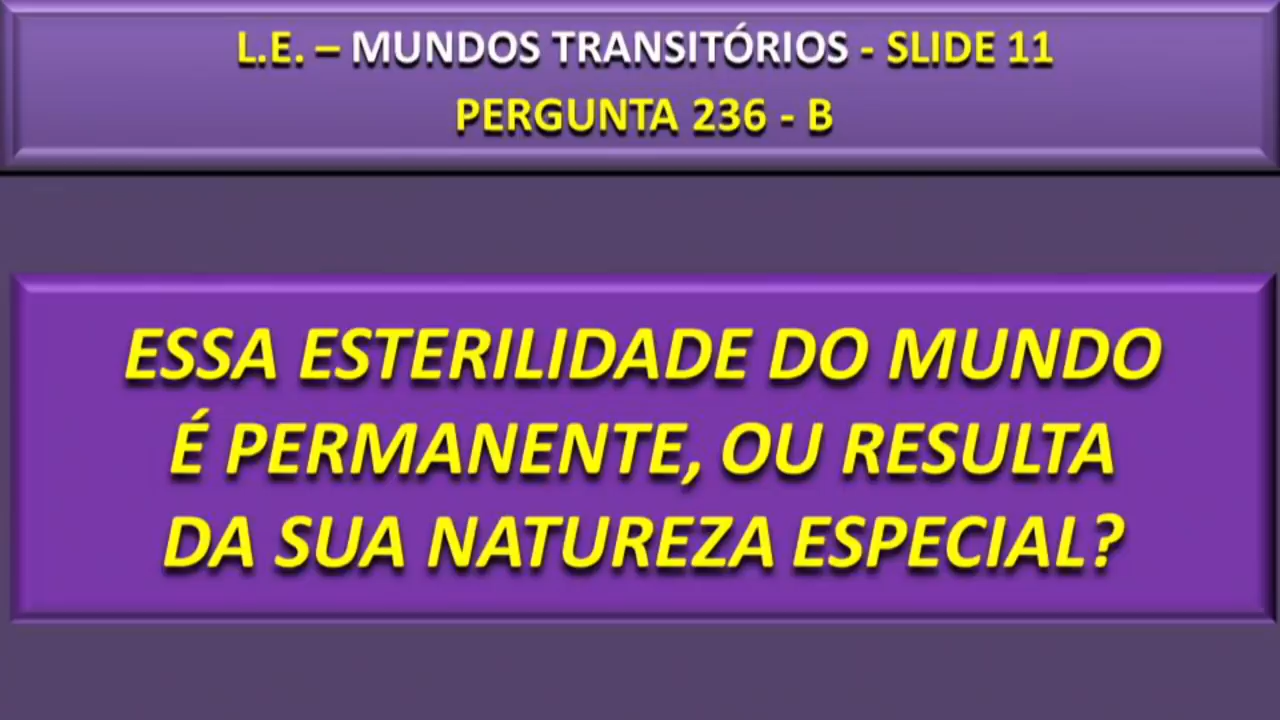 L.E. – MUNDOS TRANSITÓRIOS - SLIDE 11
PERGUNTA 236 - B
ESSA ESTERILIDADE DO MUNDO
É PERMANENTE, OU RESULTA
DA SUA NATUREZA ESPECIAL?